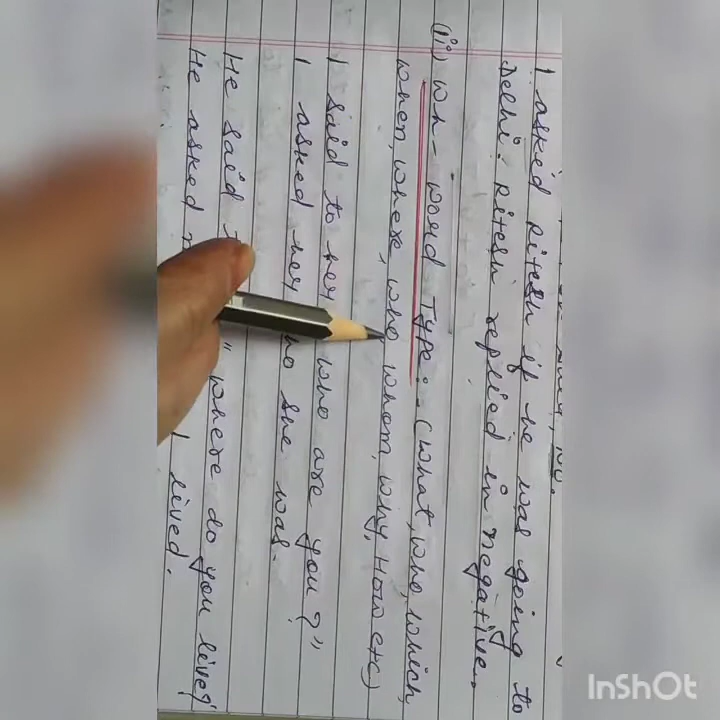 No.
I asked Ritesh if he was going to
Delhi. Ritesh replied in negative.
(ii) Wh- word Type:- (what, who, which,
when, where, who whom, why, How etc)
I said to her who are you?"
I asked her who she was.
He said " where do you live?"
He asked I lived.
InShOt